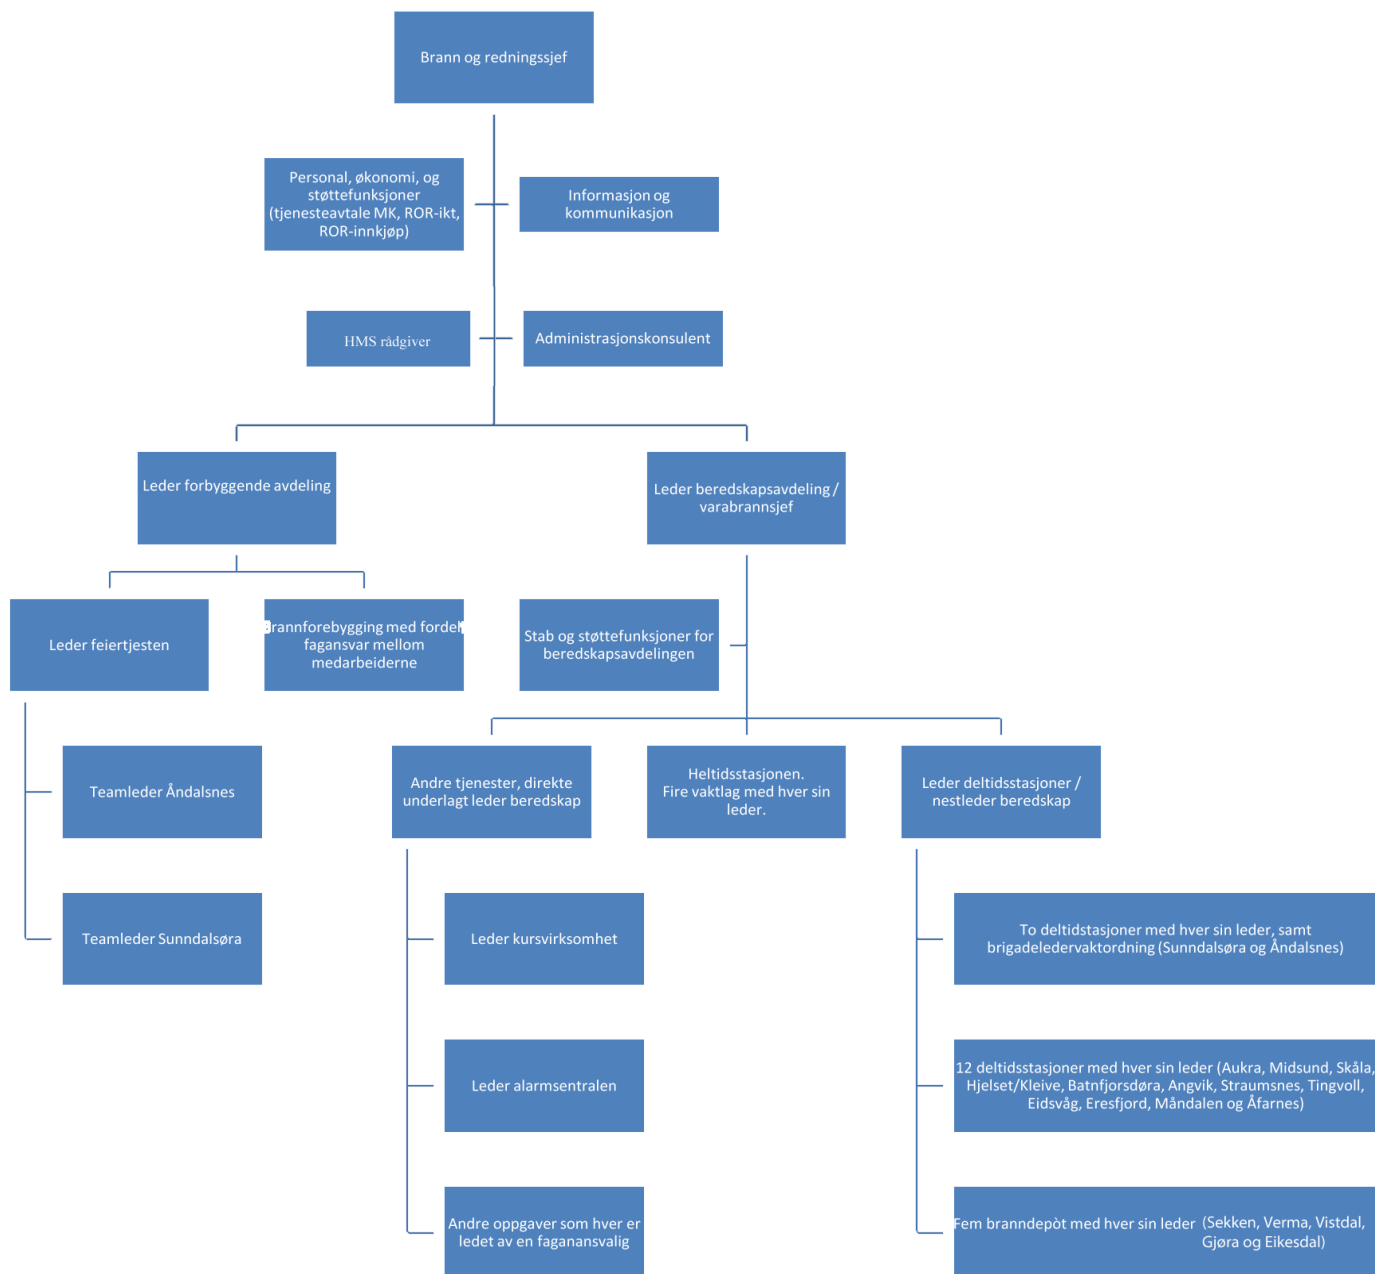 Brann og redningssjef
Personal, økonomi, og
støttefunksjoner
(tjenesteavtale MK, ROR-ikt,
ROR-innkjøp)
Informasjon og
kommunikasjon
HMS rådgiver
Administrasjonskonsulent
Leder forbyggende avdeling
Leder beredskapsavdeling /
varabrannsjef
Leder feiertjesten
med
fagansvar mellom
medarbeiderne
Stab og støttefunksjoner for
beredskapsavdelingen
Teamleder Åndalsnes
Teamleder Sunndalsøra
Andre tjenester, direkte
underlagt leder beredskap
Heltidsstasjonen.
Fire vaktlag med hver sin
leder.
Leder deltidsstasjoner /
nestleder beredskap
Leder kursvirksomhet
Leder alarmsentralen
Andre oppgaver som hver er
ledet av en faganansvalig
To deltidstasjoner med hver sin leder, samt
brigadeledervaktordning (Sunndalsøra og Åndalsnes)
12 deltidsstasjoner med hver sin leder (Aukra, Midsund, Skåla,
Hjelset/Kleive, Batnfjorsdøra, Angvik, Straumsnes, Tingvoll,
Eidsvåg, Eresfjord, Måndalen og Åfarnes)
Fem branndepòt med hver sin leder (Sekken, Verma, Vistdal,
Gjøra og Eikesdal)